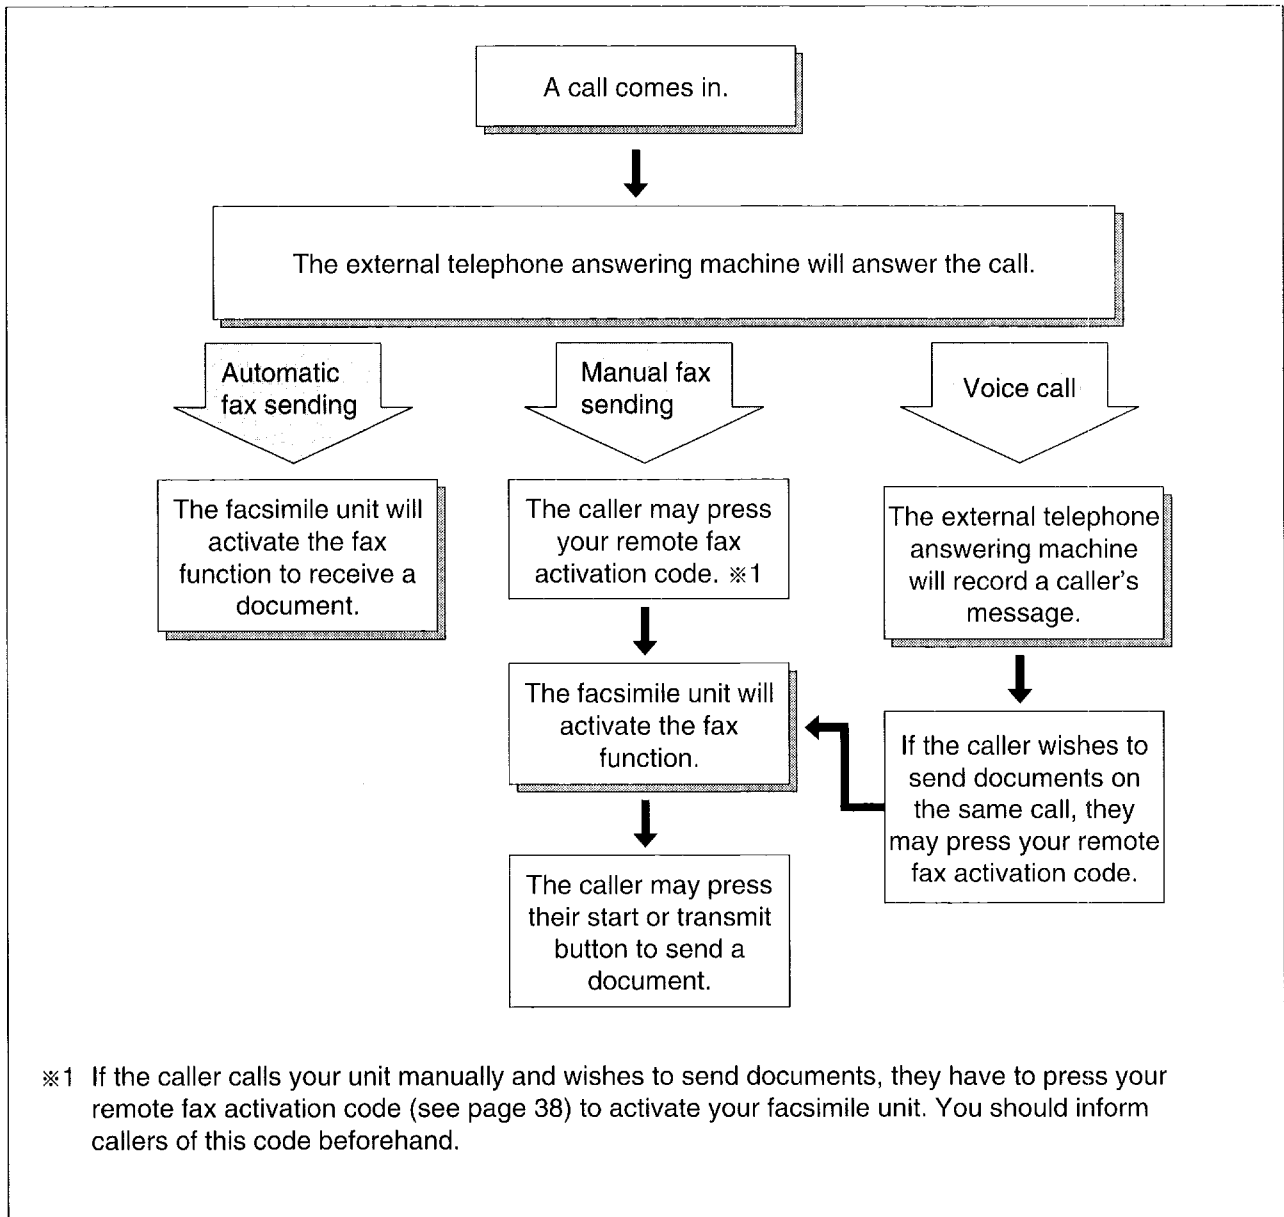 A call comes in.
The external telephone answering machine will answer the call.
Automatic
fax sending
Manual fax
sending
Voice call
The facsimile unit will
activate the fax
function to receive a
document.
The caller may press
your remote fax
activation code. ※1
The external telephone
answering machine
will record a caller's
message.
The facsimile unit will
activate the fax
function.
If the caller wishes to
send documents on
the same call, they
may press your remote
fax activation code.
The caller may press
their start or transmit
button to send a
document.
※1 If the caller calls your unit manually and wishes to send documents, they have to press your
remote fax activation code (see page 38) to activate your facsimile unit. You should inform
callers of this code beforehand.